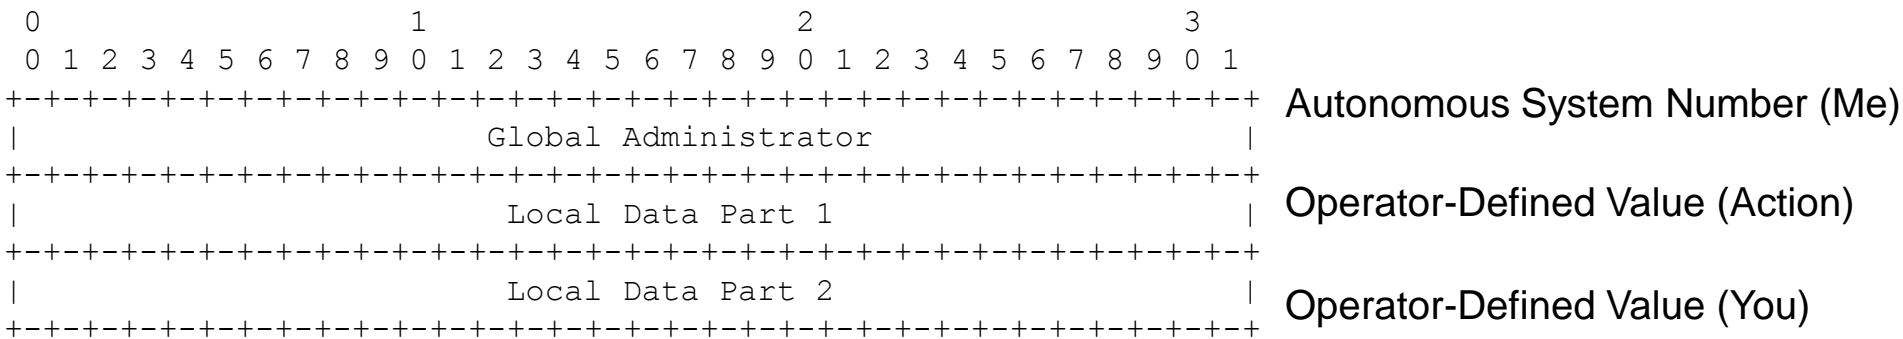 0                   1                   2                   3
 0 1 2 3 4 5 6 7 8 9 0 1 2 3 4 5 6 7 8 9 0 1 2 3 4 5 6 7 8 9 0 1
+-+-+-+-+-+-+-+-+-+-+-+-+-+-+-+-+-+-+-+-+-+-+-+-+-+-+-+-+-+-+-+-+ Autonomous System Number (Me)
|                        Global Administrator                   |
+-+-+-+-+-+-+-+-+-+-+-+-+-+-+-+-+-+-+-+-+-+-+-+-+-+-+-+-+-+-+-+-+
|                         Local Data Part 1                     | Operator-Defined Value (Action)
+-+-+-+-+-+-+-+-+-+-+-+-+-+-+-+-+-+-+-+-+-+-+-+-+-+-+-+-+-+-+-+-+
|                         Local Data Part 2                     | Operator-Defined Value (You)
+-+-+-+-+-+-+-+-+-+-+-+-+-+-+-+-+-+-+-+-+-+-+-+-+-+-+-+-+-+-+-+-+